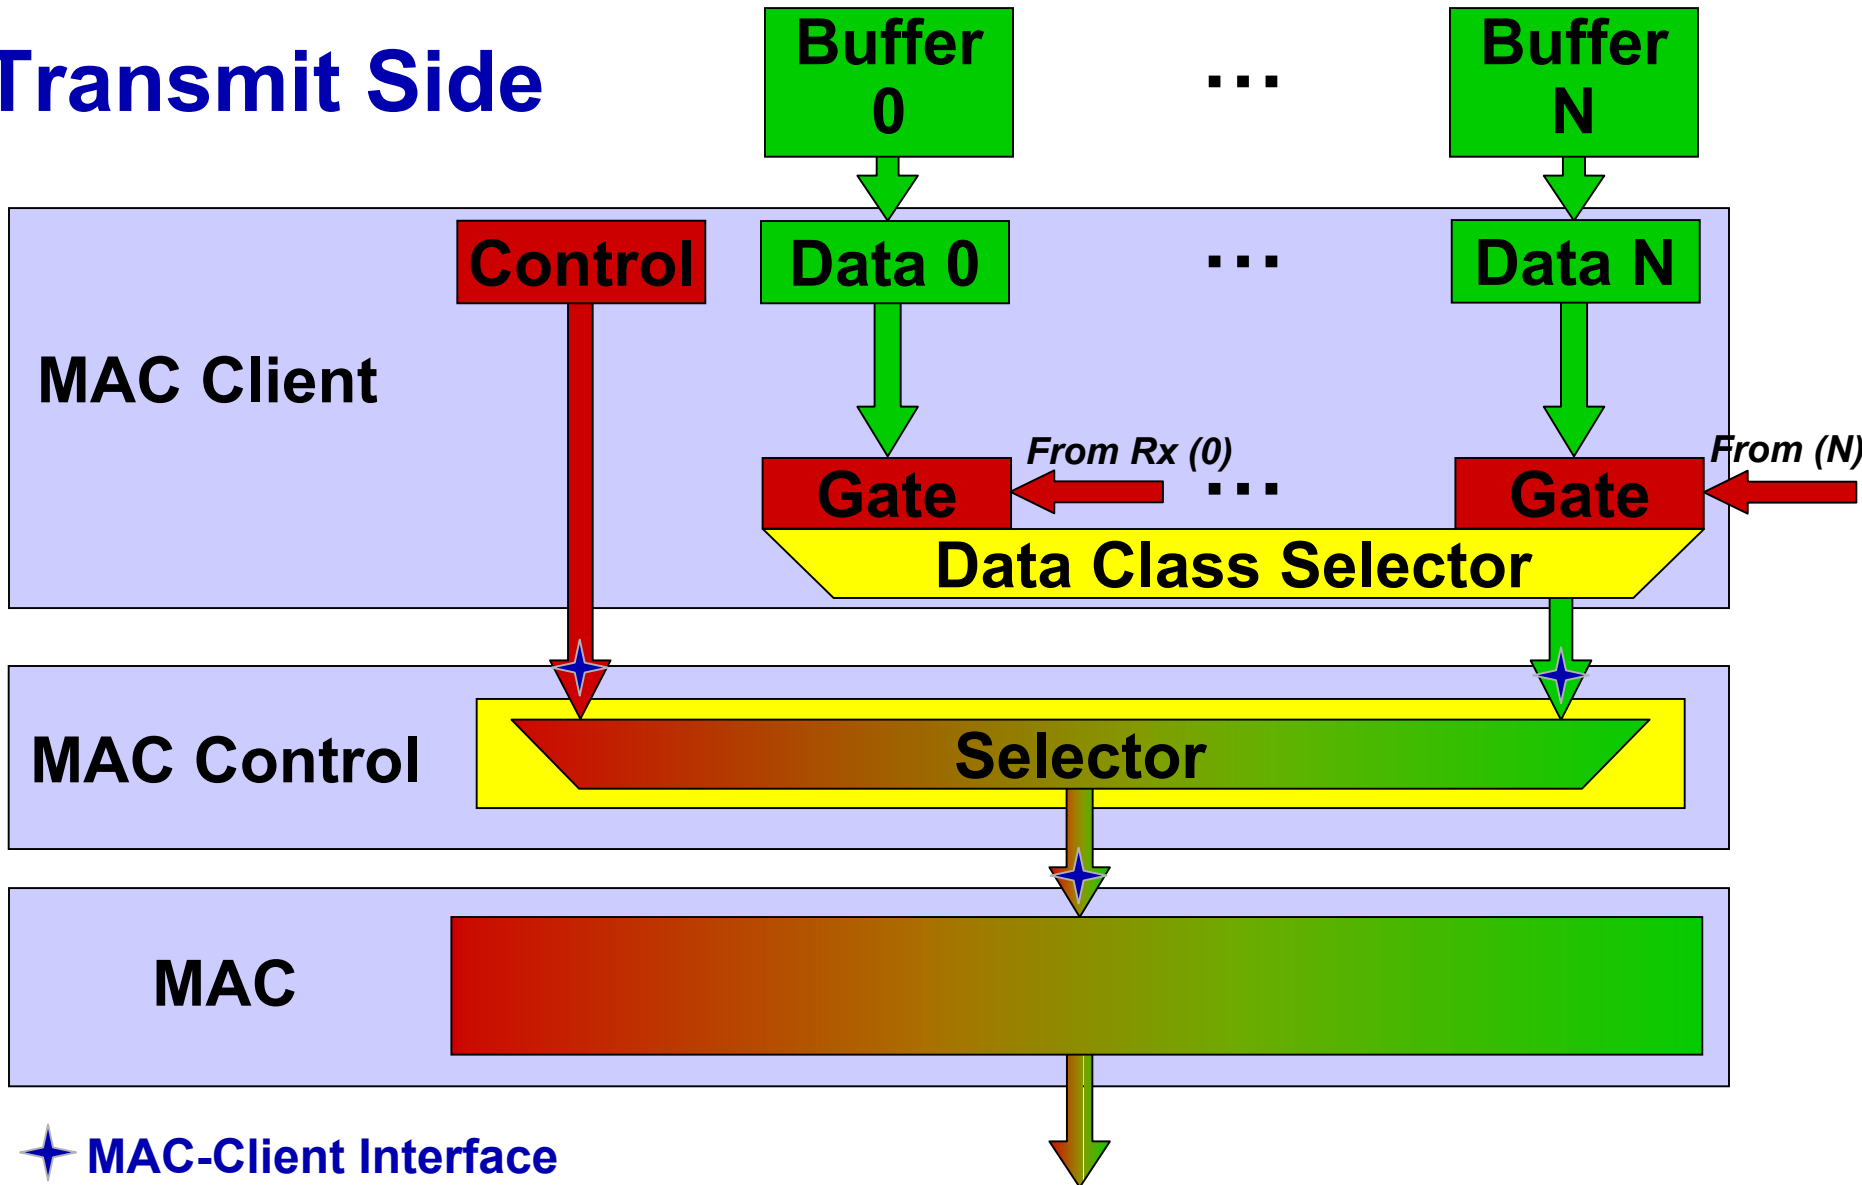 Transmit Side
Buffer
0
...
Buffer
N
Control
Data 0
...
Data N
MAC Client
From Rx (0)
From (N)
Gate
...
Gate
Data Class Selector
MAC Control
Selector
MAC
MAC-Client Interface